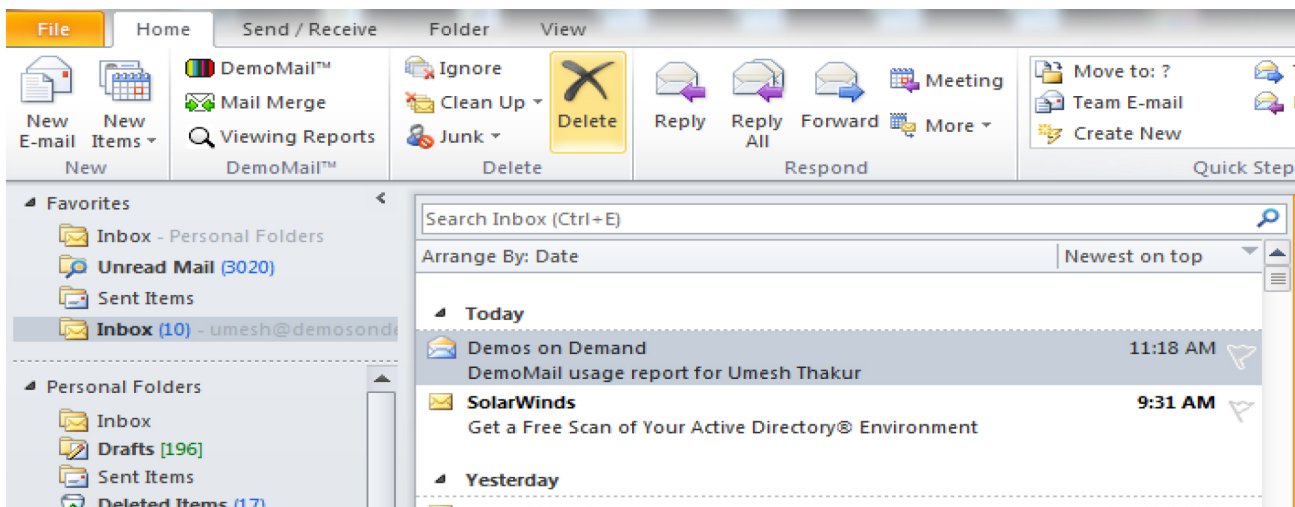 File Home Send / Receive Folder View
New E-mail
New Items
DemoMail™
Mail Merge
Viewing Reports
Ignore
Clean Up
Junk
Delete
Reply
Reply All
Forward
Meeting
More
Move to: ?
Team E-mail
Create New
New DemoMail™ Delete Respond Quick Step
Favorites
Inbox - Personal Folders
Unread Mail (3020)
Sent Items
Inbox (10) - umesh@demosonde
Personal Folders
Inbox
Drafts [196]
Sent Items
Deleted Items (17)
Search Inbox (Ctrl+E)
Arrange By: Date Newest on top
Today
Demos on Demand 11:18 AM
DemoMail usage report for Umesh Thakur
SolarWinds 9:31 AM
Get a Free Scan of Your Active Directory® Environment
Yesterday